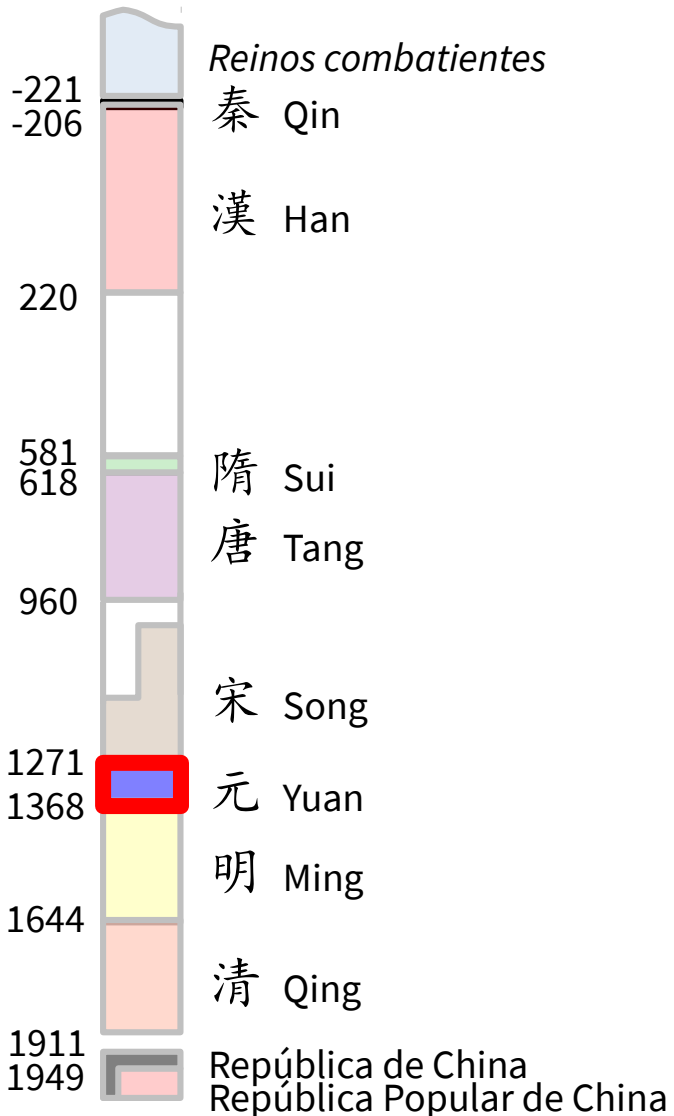 Reinos combatientes
-221
秦 Qin
-206
漢 Han
220
581
隋 Sui
618
唐 Tang
960
宋 Song
1271
元 Yuan
1368
明 Ming
1644
清 Qing
1911
República de China
1949
República Popular de China